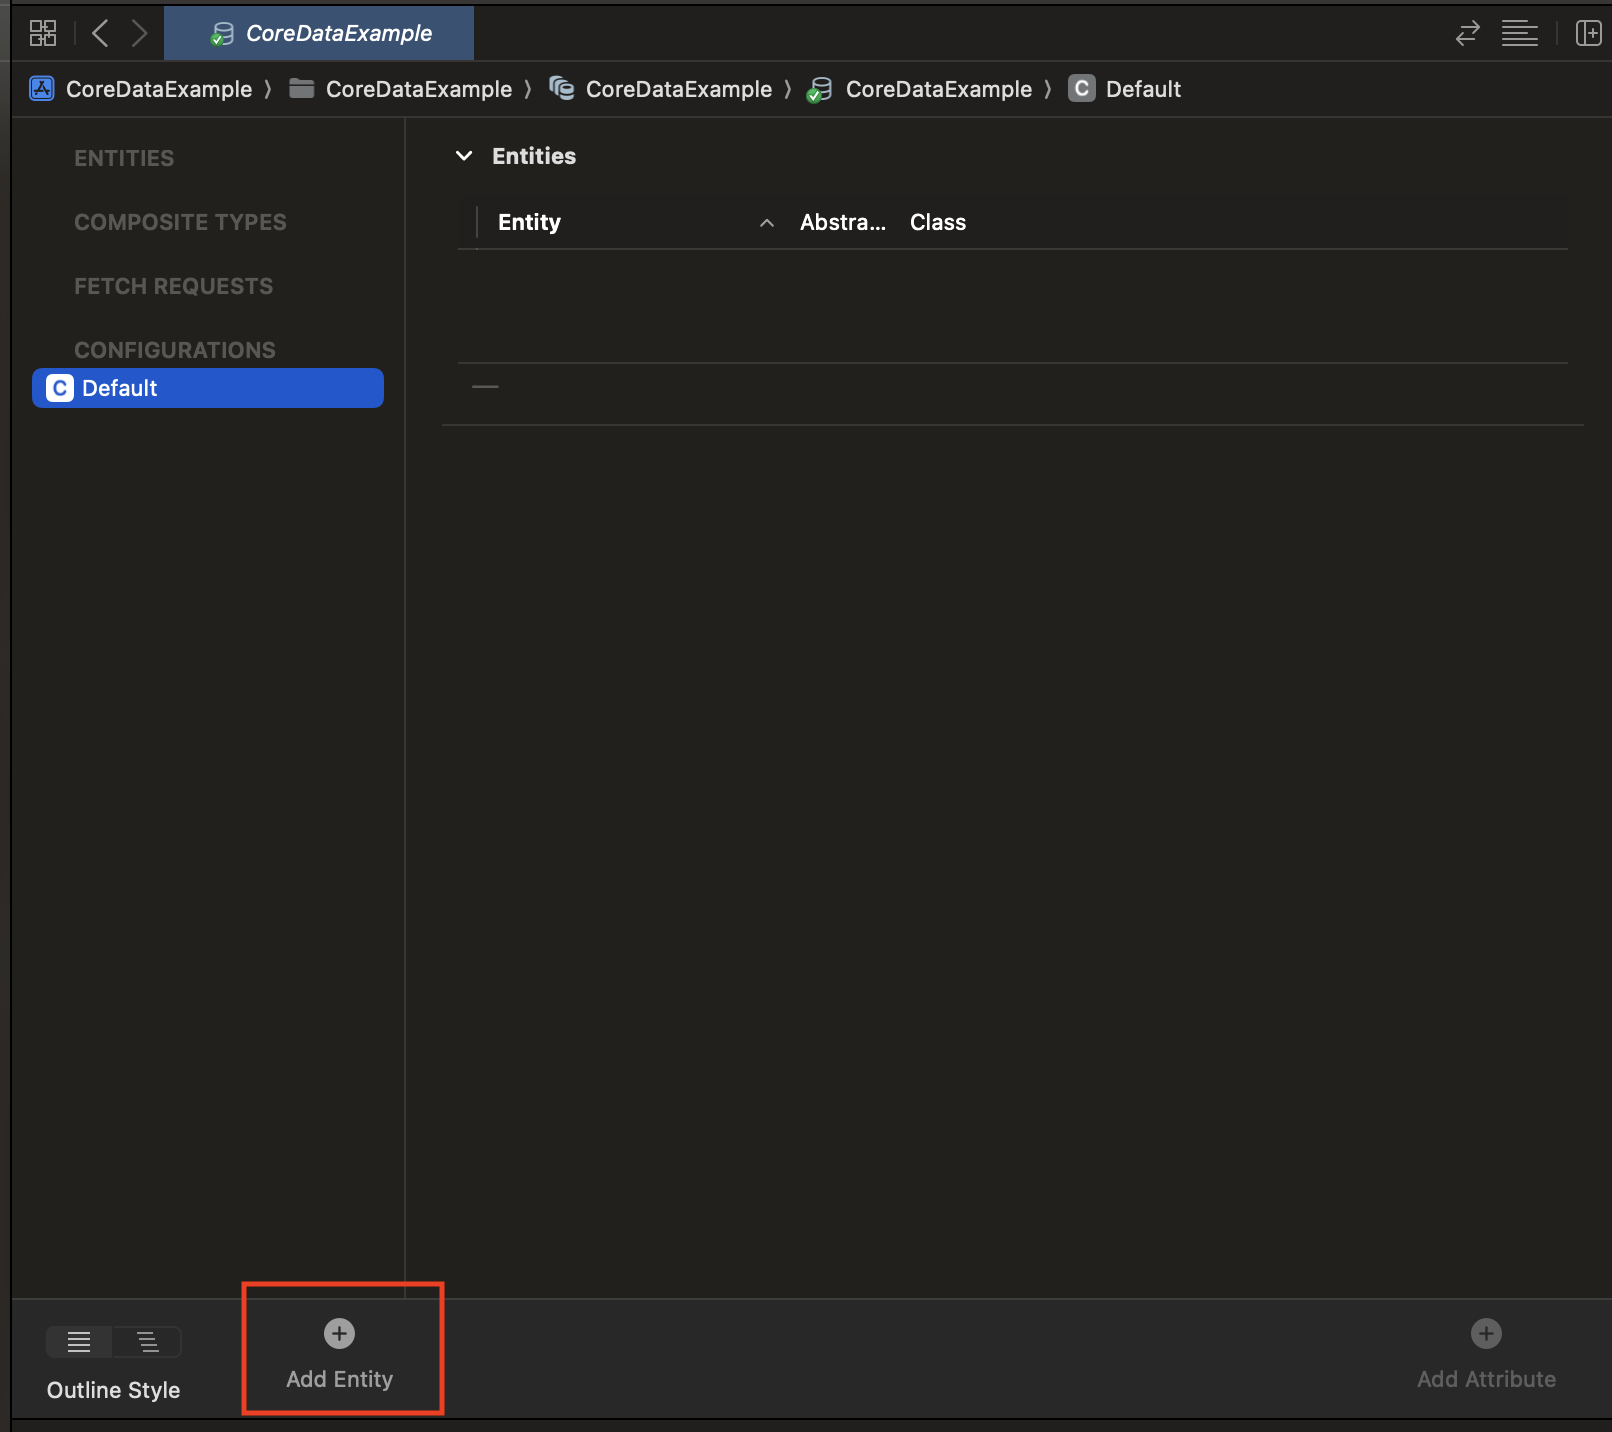 CoreDataExample
CoreDataExample 〉 CoreDataExample 〉 CoreDataExample 〉 CoreDataExample 〉 C Default
ENTITIES
COMPOSITE TYPES
FETCH REQUESTS
CONFIGURATIONS
C Default
Entities
Entity Abstra... Class
Outline Style
Add Entity
Add Attribute